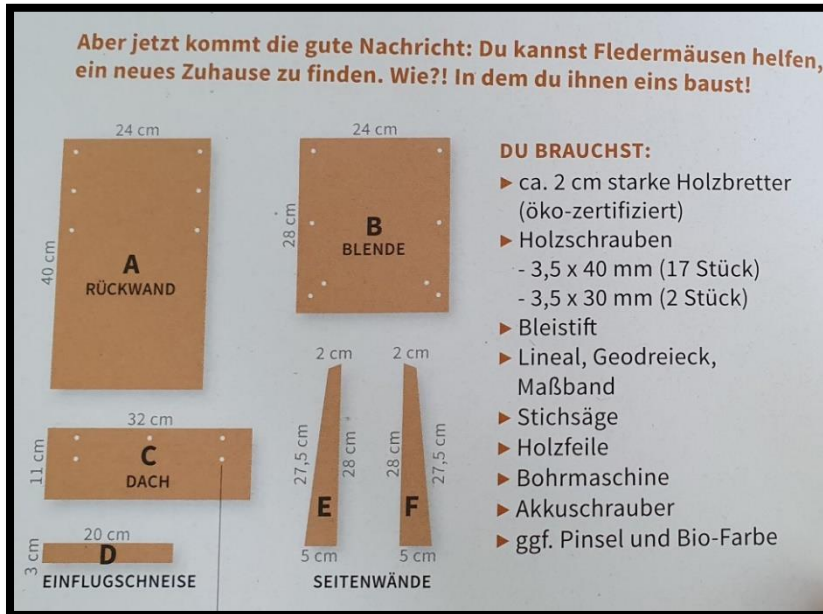 Aber jetzt kommt die gute Nachricht: Du kannst Fledermäusen helfen,
ein neues Zuhause zu finden. Wie?! In dem du ihnen eins baust!
24 cm
40 cm
A
RÜCKWAND
24 cm
28 cm
B
BLENDE
32 cm
11 cm
C
DACH
20 cm
3 cm
D
EINFLUGSCHNEISE
2 cm
27,5 cm
28 cm
E
5 cm
2 cm
28 cm
27,5 cm
F
5 cm
SEITENWÄNDE
DU BRAUCHST:
▸ ca. 2 cm starke Holzbretter
(öko-zertifiziert)
▸ Holzschrauben
- 3,5 x 40 mm (17 Stück)
- 3,5 x 30 mm (2 Stück)
▸ Bleistift
▸ Lineal, Geodreieck,
Maßband
▸ Stichsäge
▸ Holzfeile
▸ Bohrmaschine
▸ Akkuschrauber
▸ ggf. Pinsel und Bio-Farbe